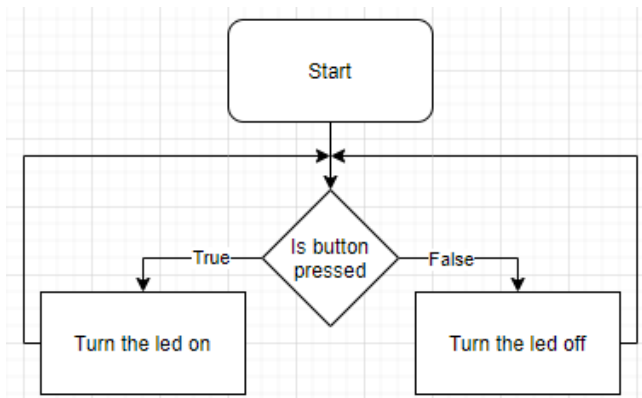 Start
Is button
pressed
True
False
Turn the led on
Turn the led off